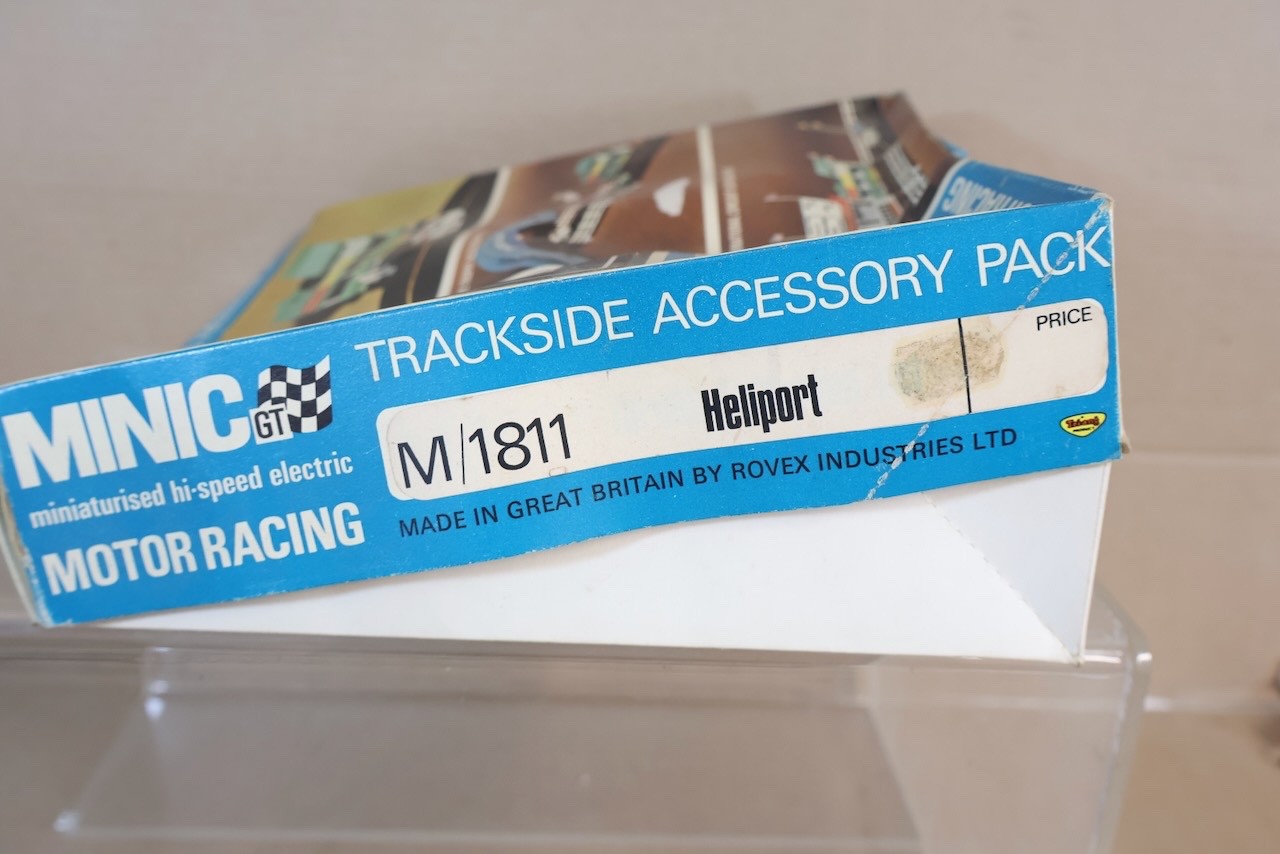 MINIC
GT
miniaturised hi-speed electric
MOTOR RACING
TRACKSIDE ACCESSORY PACK
M/1811 Heliport
PRICE
MADE IN GREAT BRITAIN BY ROVEX INDUSTRIES LTD